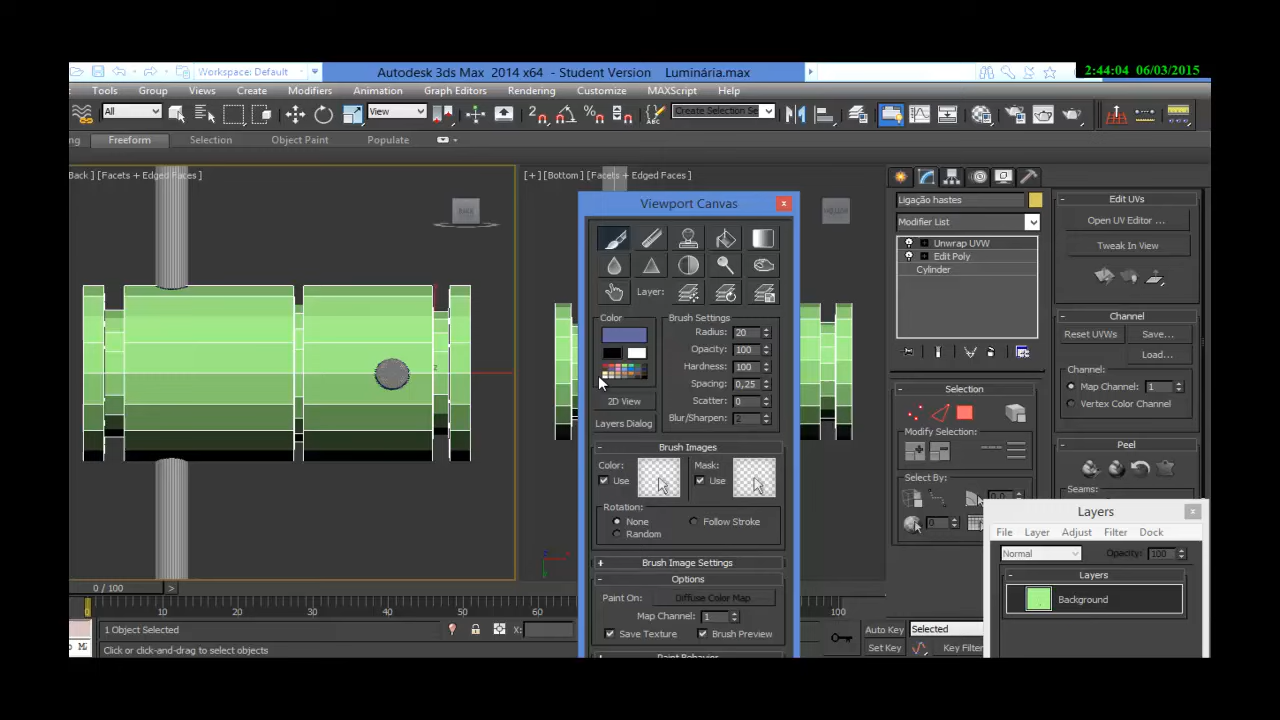 Workspace: Default
Autodesk 3ds Max 2014 x64 - Student Version Luminária.max
2:44:04 06/03/2015
Tools Group Views Create Modifiers Animation Graph Editors Rendering Customize MAXScript Help
All
View
Create Selection Se
ng Freeform Selection Object Paint Populate
Back ] [Facets + Edged Faces ]
[ + ] [Bottom ] [Facets + Edged Faces ]
BACK
Viewport Canvas
Layer:
Color
Brush Settings
Radius: 20
Opacity: 100
Hardness: 100
Spacing: 0,25
Scatter: 0
Blur/Sharpen: 2
2D View
Layers Dialog
Brush Images
Color:
Use
Mask:
Use
Rotation:
None
Follow Stroke
Random
Brush Image Settings
Options
Paint On: Diffuse Color Map
Map Channel: 1
Save Texture
Brush Preview
Paint Behavior
Ligação hastes
Modifier List
Unwrap UVW
Edit Poly
Cylinder
Selection
Modify Selection:
Select By:
0,0
0
Edit UVs
Open UV Editor ...
Tweak In View
Channel
Reset UVWs
Save...
Load...
Channel:
Map Channel: 1
Vertex Color Channel
Peel
Seams:
Layers
File Layer Adjust Filter Dock
Normal
Opacity: 100
Layers
Background
0 / 100
0 10 20 30 40 50 60 100
1 Object Selected
X:
Click or click-and-drag to select objects
Auto Key
Selected
Set Key
Key Filter